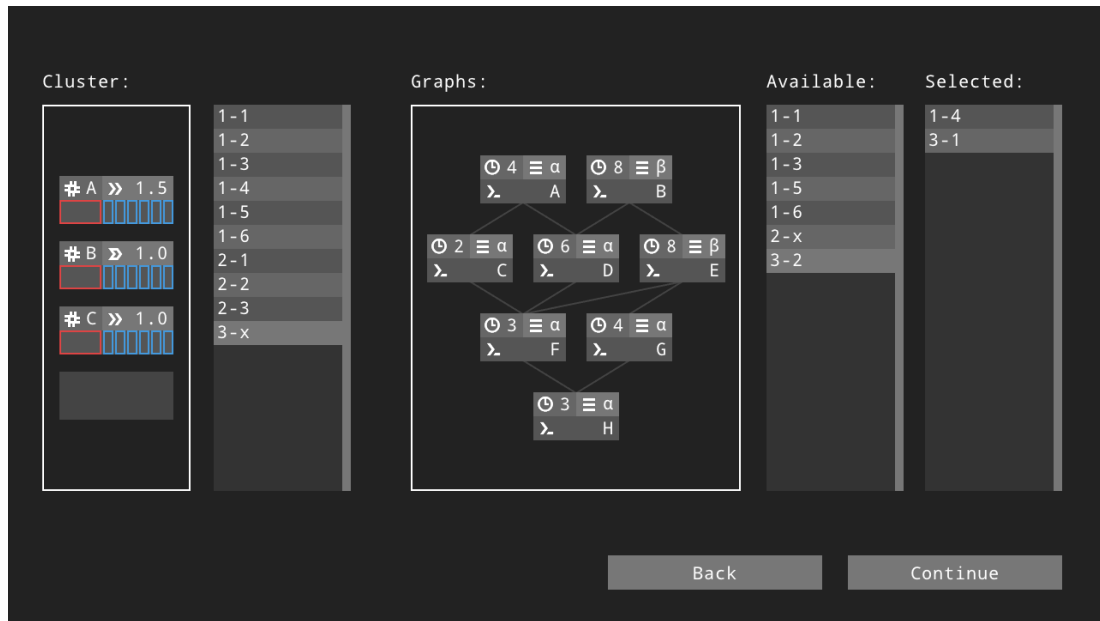 Cluster:
Graphs:
Available:
Selected:
A 1.5
B 1.0
C 1.0
1-1
1-2
1-3
1-4
1-5
1-6
2-1
2-2
2-3
3-x
4 α
A
8 β
B
2 α
C
6 α
D
8 β
E
3 α
F
4 α
G
3 α
H
1-1
1-2
1-3
1-5
1-6
2-x
3-2
1-4
3-1
Back
Continue